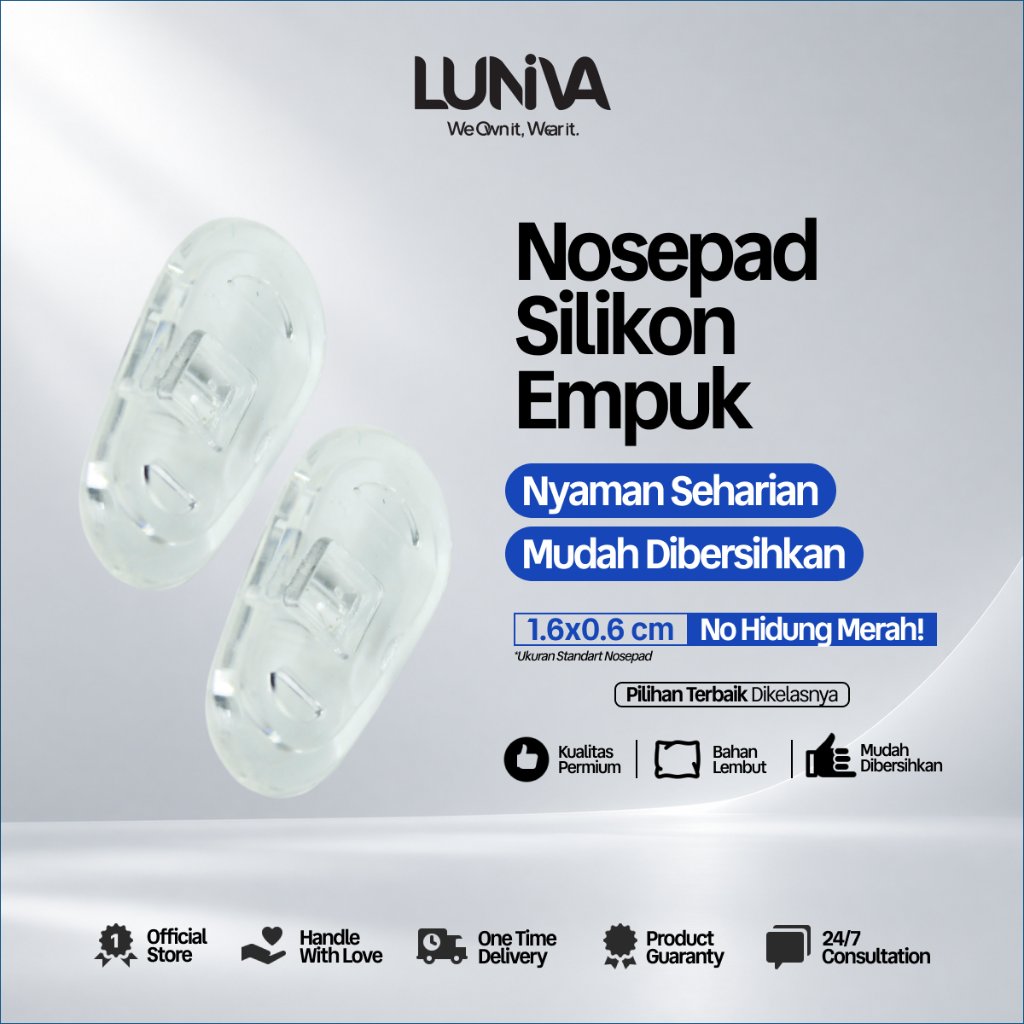 LUNiVA
We Own it, Wear it.
Nosepad
Silikon
Empuk
Nyaman Seharian
Mudah Dibersihkan
1.6x0.6 cm No Hidung Merah!
*Ukuran Standart Nosepad
Pilihan Terbaik Dikelasnya
Kualitas
Permium
Bahan
Lembut
Mudah
Dibersihkan
1
Official
Store
Handle
With Love
One Time
Delivery
Product
Guaranty
24/7
Consultation